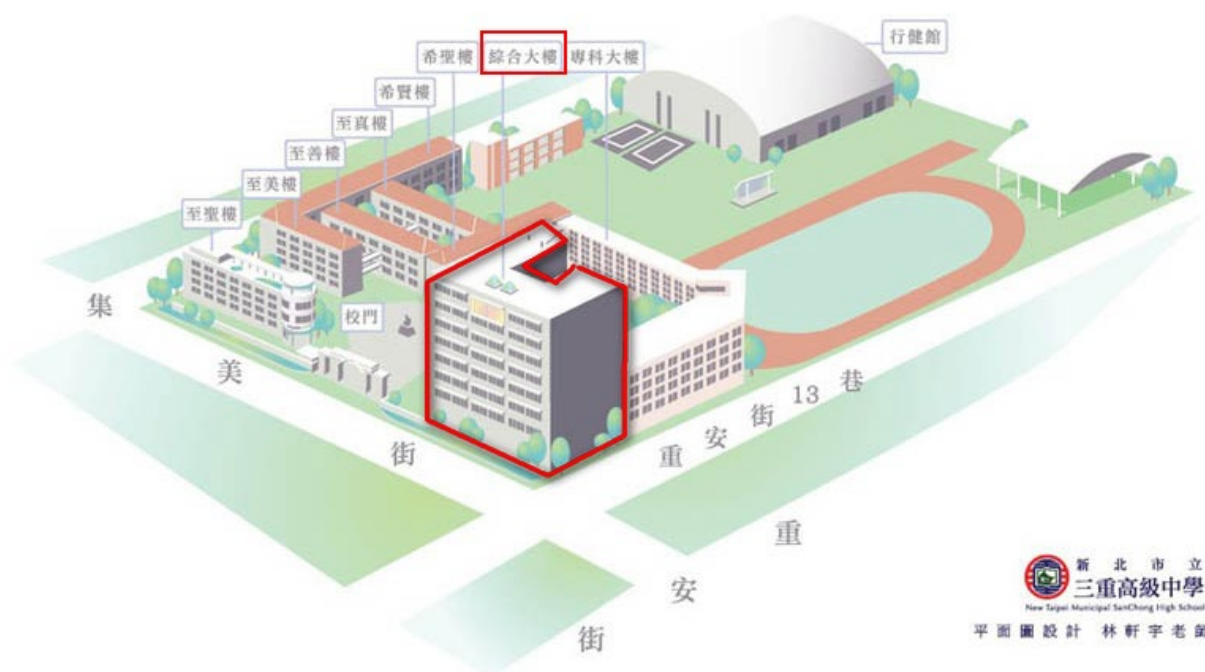 行健館
希聖樓
綜合大樓
專科大樓
希賢樓
至真樓
至善樓
至美樓
至聖樓
校門
集美街
重安街13巷
重安街
新北市立
三重高級中學
New Taipei Municipal SanChong High School
平面圖設計 林軒宇老師